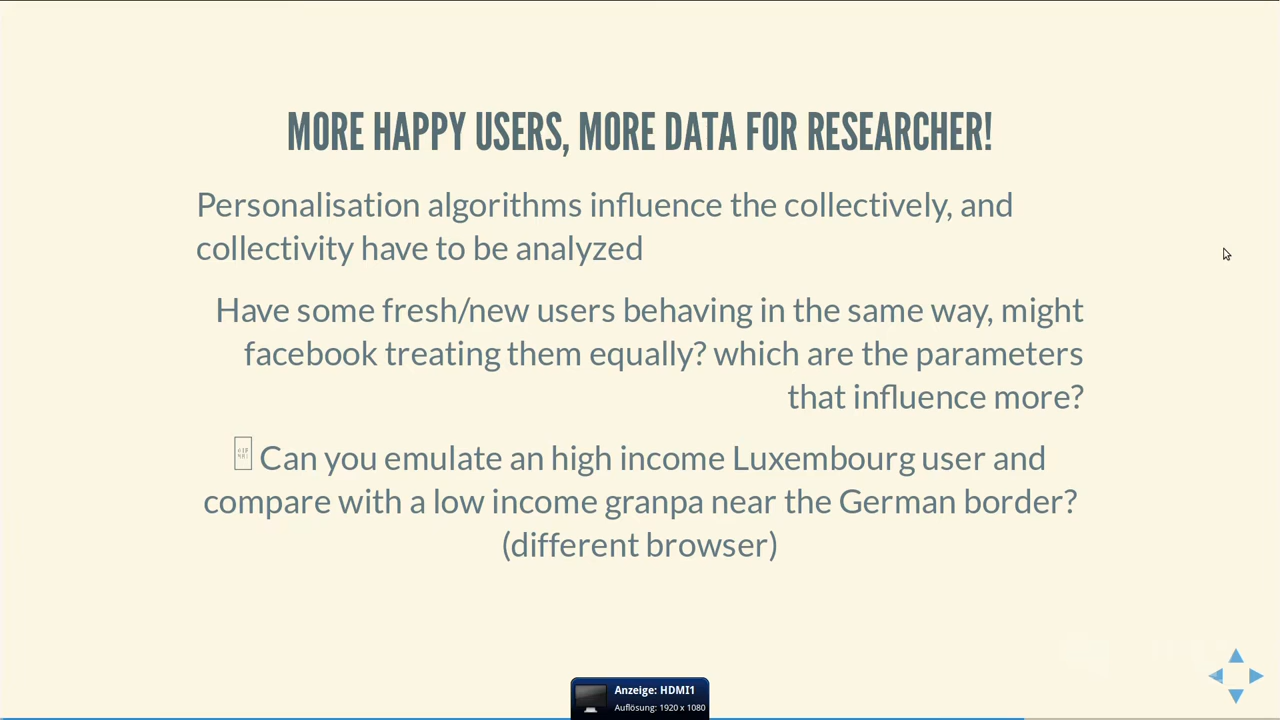 MORE HAPPY USERS, MORE DATA FOR RESEARCHER!
Personalisation algorithms influence the collectively, and
collectivity have to be analyzed
Have some fresh/new users behaving in the same way, might
facebook treating them equally? which are the parameters
that influence more?
Can you emulate an high income Luxembourg user and
compare with a low income granpa near the German border?
(different browser)
Anzeige: HDMI1
Auflösung: 1920 x 1080